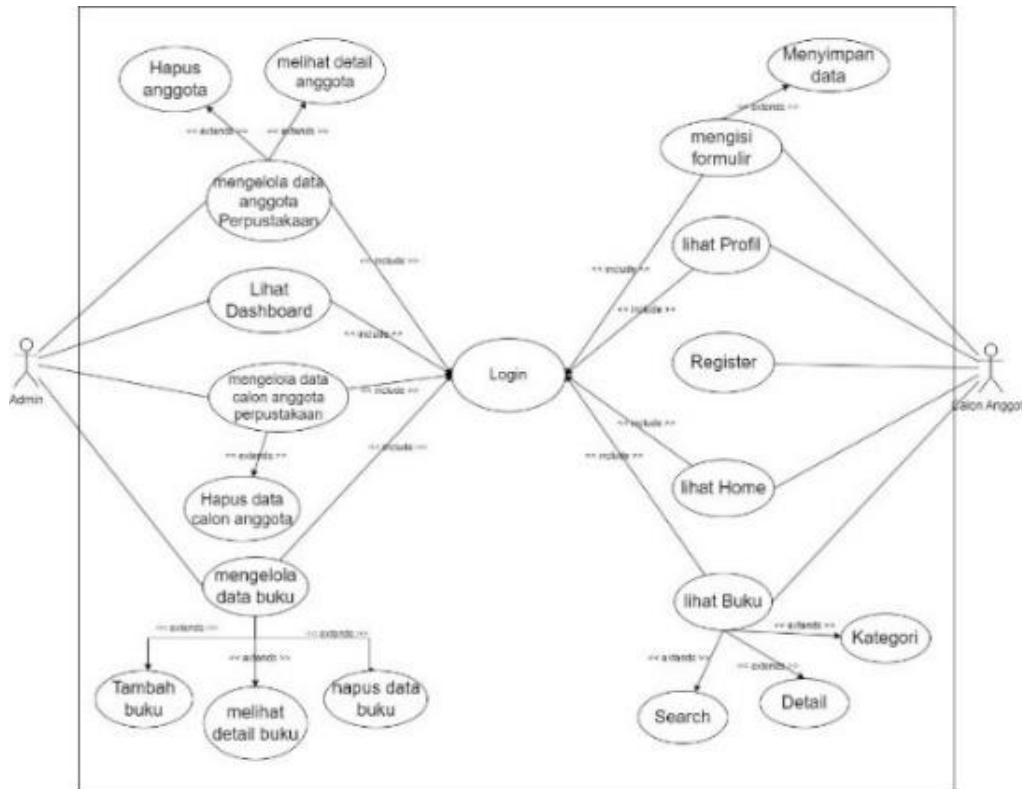 Hapus
anggota
melihat detail
anggota
<< extends >>
<< extends >>
mengelola data
anggota
Perpustakaan
<< include >>
Lihat
Dashboard
<< include >>
Admin
mengelola data
calon anggota
perpustakaan
<< include >>
<< extends >>
Hapus data
calon anggota
<< include >>
mengelola
data buku
<< extends >>
<< extends >>
<< extends >>
Tambah
buku
melihat
detail buku
hapus data
buku
Login
Menyimpan
data
<< extends >>
mengisi
formulir
<< include >>
lihat Profil
<< include >>
Register
Calon Anggot
<< include >>
<< include >>
lihat Home
lihat Buku
<< extends >>
Kategori
<< extends >>
<< extends >>
Search
Detail